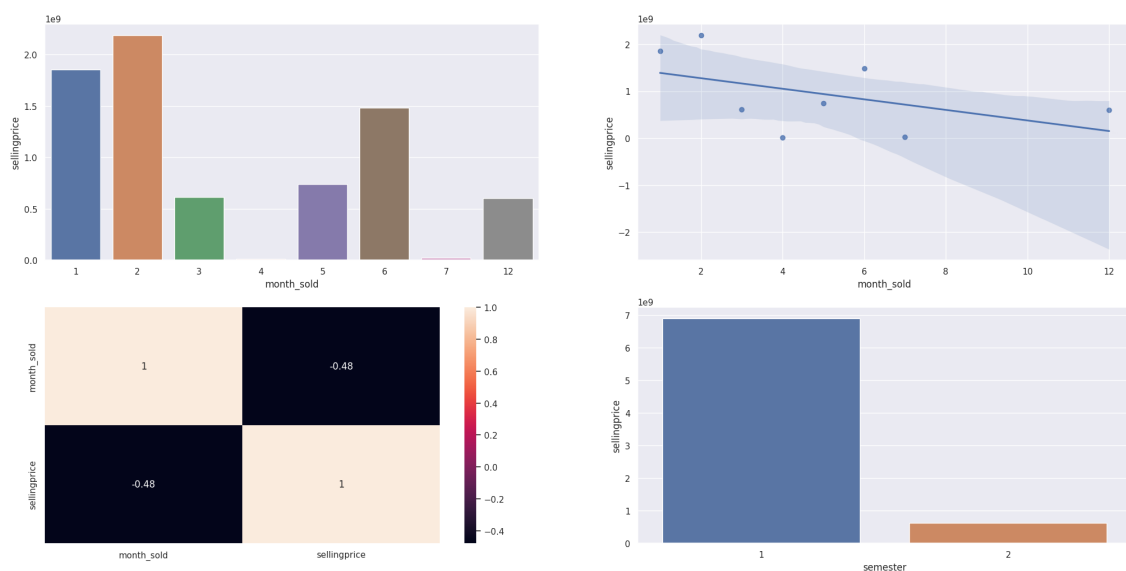 1e9
2.0
1.5
1.0
0.5
0.0
sellingprice
1 2 3 4 5 6 7 12
month_sold
1e9
2
1
0
−1
−2
sellingprice
2 4 6 8 10 12
month_sold
month_sold
sellingprice
1 -0.48
-0.48 1
month_sold sellingprice
1.0
0.8
0.6
0.4
0.2
0.0
−0.2
−0.4
1e9
7
6
5
4
3
2
1
0
sellingprice
1 2
semester